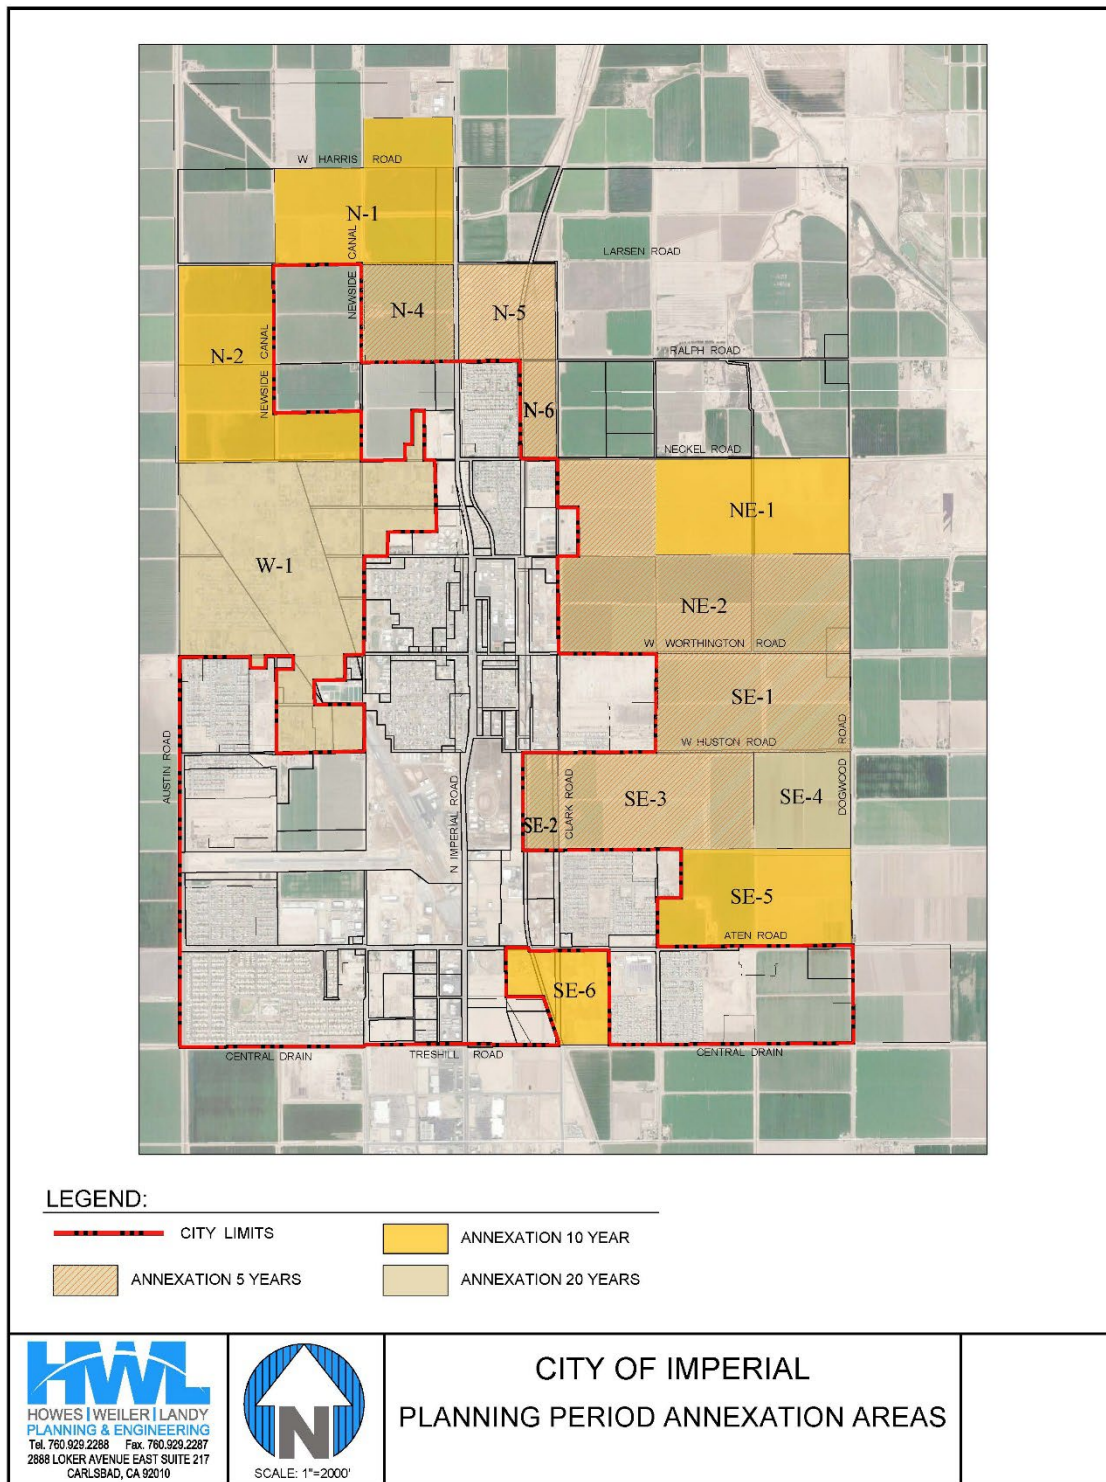 W HARRIS ROAD
N-1
NEWSIDE CANAL
LARSEN ROAD
N-4
N-5
N-2
NEWSIDE CANAL
RALPH ROAD
N-6
NECKEL ROAD
NE-1
W-1
NE-2
W WORTHINGTON ROAD
SE-1
W HUSTON ROAD
AUSTIN ROAD
N IMPERIAL ROAD
CLARK ROAD
DOGWOOD ROAD
SE-3
SE-4
SE-2
SE-5
ATEN ROAD
SE-6
CENTRAL DRAIN
TRESHILL ROAD
CENTRAL DRAIN
LEGEND:
CITY LIMITS
ANNEXATION 10 YEAR
ANNEXATION 5 YEARS
ANNEXATION 20 YEARS
HWL
HOWES | WEILER | LANDY
PLANNING & ENGINEERING
Tel. 760.929.2288 Fax. 760.929.2287
2888 LOKER AVENUE EAST SUITE 217
CARLSBAD, CA 92010
N
SCALE: 1"=2000'
CITY OF IMPERIAL
PLANNING PERIOD ANNEXATION AREAS